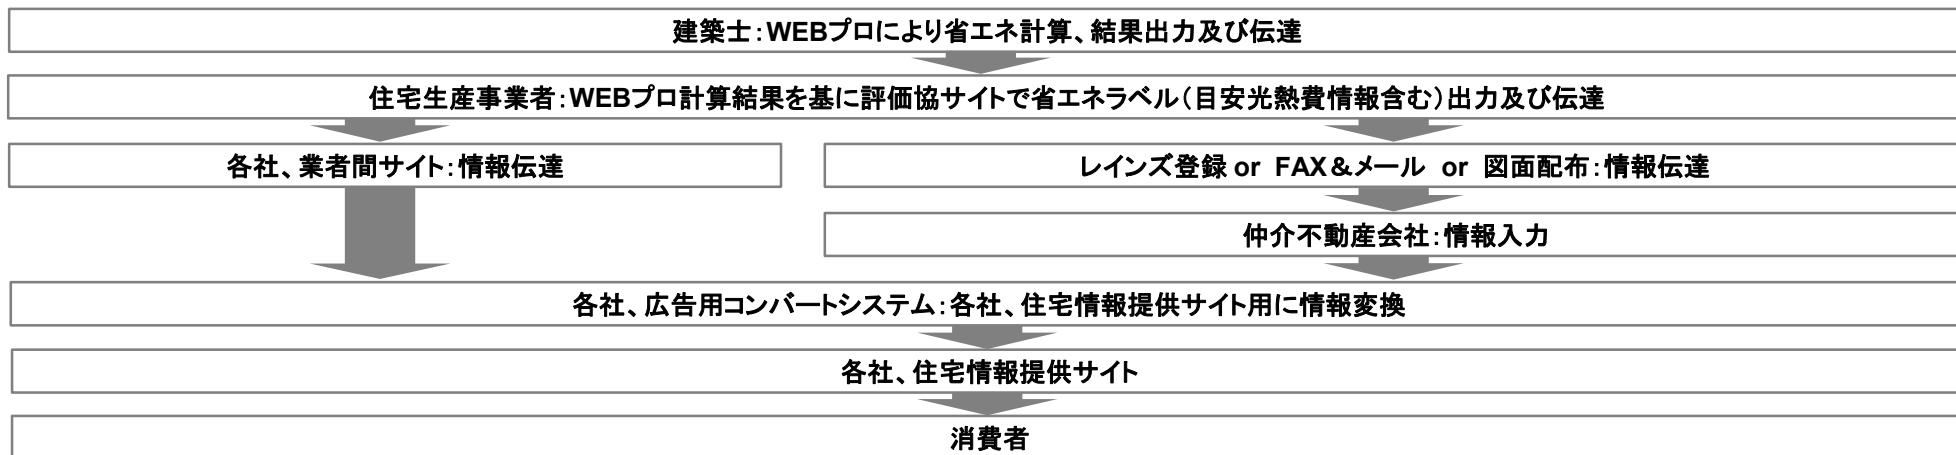 建築士：WEBプロにより省エネ計算、結果出力及び伝達
住宅生産事業者：WEBプロ計算結果を基に評価協サイトで省エネラベル（目安光熱費情報含む）出力及び伝達
各社、業者間サイト：情報伝達
レインズ登録 or FAX＆メール or 図面配布：情報伝達
仲介不動産会社：情報入力
各社、広告用コンバートシステム：各社、住宅情報提供サイト用に情報変換
各社、住宅情報提供サイト
消費者